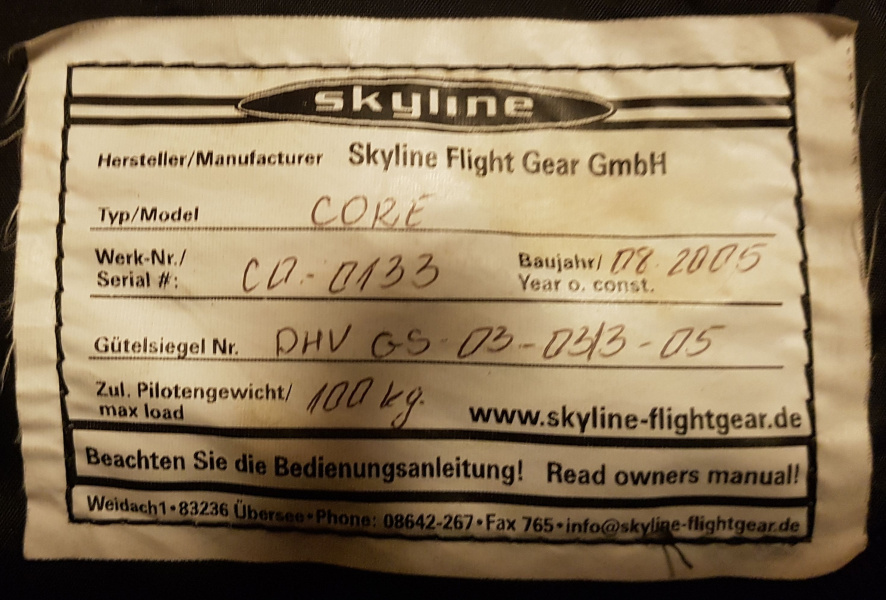 skyline
Hersteller/Manufacturer Skyline Flight Gear GmbH
Typ/Model CORE
Werk-Nr./ Serial #: CO-0133 Baujahr/ Year o. const. 08 2005
Gütelsiegel Nr. DHV GS-03-0313-05
Zul. Pilotengewicht/ max load 100 kg. www.skyline-flightgear.de
Beachten Sie die Bedienungsanleitung! Read owners manual!
Weidach1•83236 Übersee•Phone: 08642-267•Fax 765•info@skyline-flightgear.de